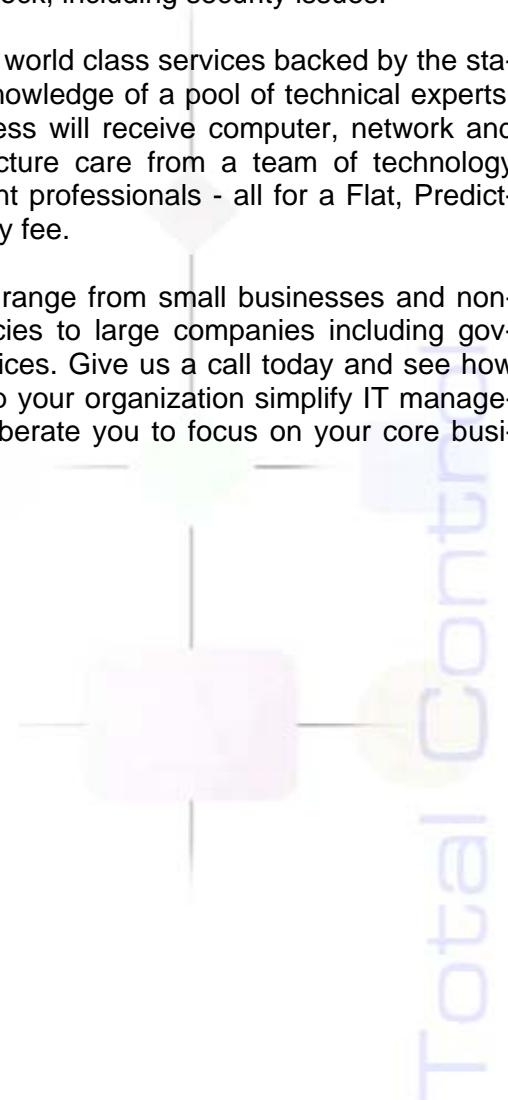 ock, including security issues.
world class services backed by the sta-
nowledge of a pool of technical experts
ess will receive computer, network and
cture care from a team of technology
nt professionals - all for a Flat, Predict-
y fee.
range from small businesses and non-
cies to large companies including gov-
ices. Give us a call today and see how
o your organization simplify IT manage-
berate you to focus on your core busi-
Total Control